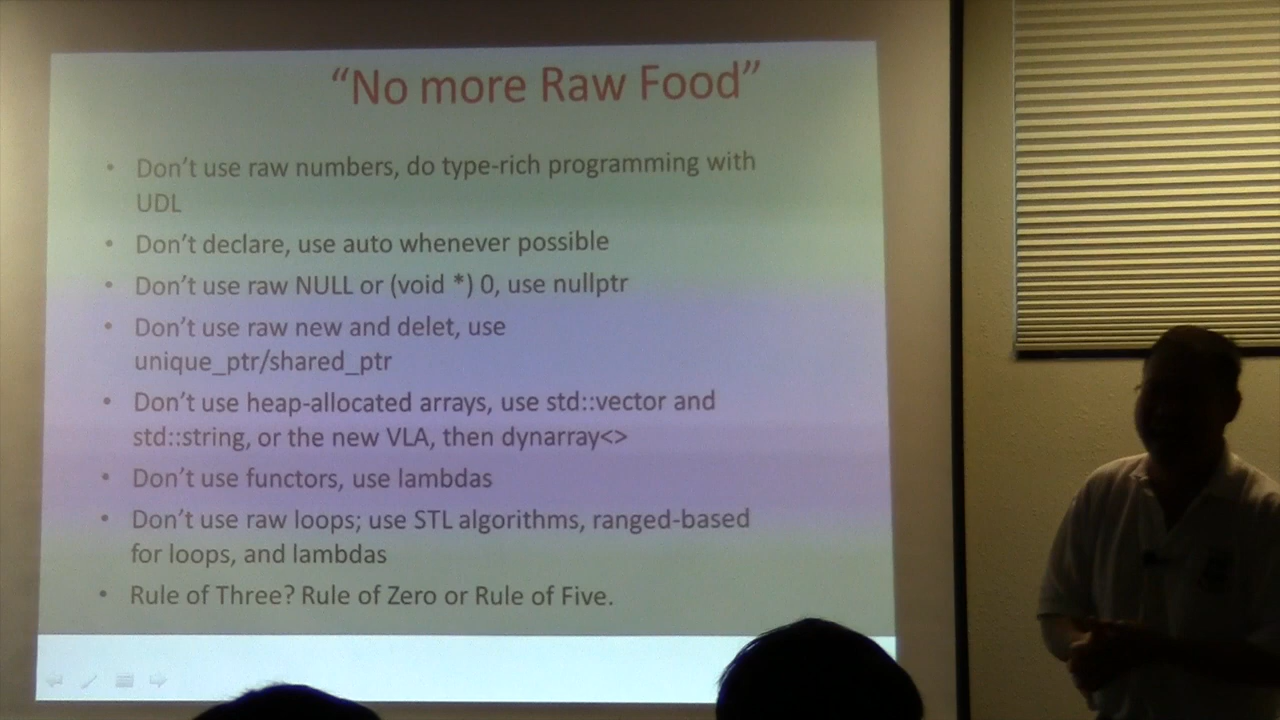 “No more Raw Food”
• Don’t use raw numbers, do type-rich programming with
UDL
• Don’t declare, use auto whenever possible
• Don’t use raw NULL or (void *) 0, use nullptr
• Don’t use raw new and delet, use
unique_ptr/shared_ptr
• Don’t use heap-allocated arrays, use std::vector and
std::string, or the new VLA, then dynarray<>
• Don’t use functors, use lambdas
• Don’t use raw loops; use STL algorithms, ranged-based
for loops, and lambdas
• Rule of Three? Rule of Zero or Rule of Five.